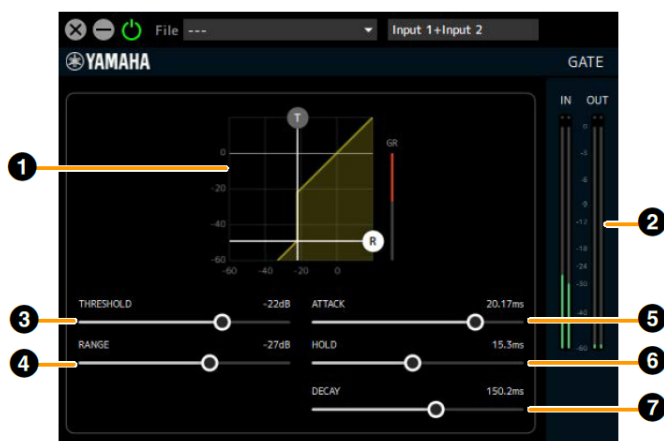 File --- Input 1+Input 2
YAMAHA GATE
IN OUT
T
GR
0
-20
-40
-60
-60 -40 -20 0
R
0
-3
-6
-9
-12
-18
-24
-30
-40
-60
THRESHOLD -22dB ATTACK 20.17ms
RANGE -27dB HOLD 15.3ms
DECAY 150.2ms
1
2
3
4
5
6
7